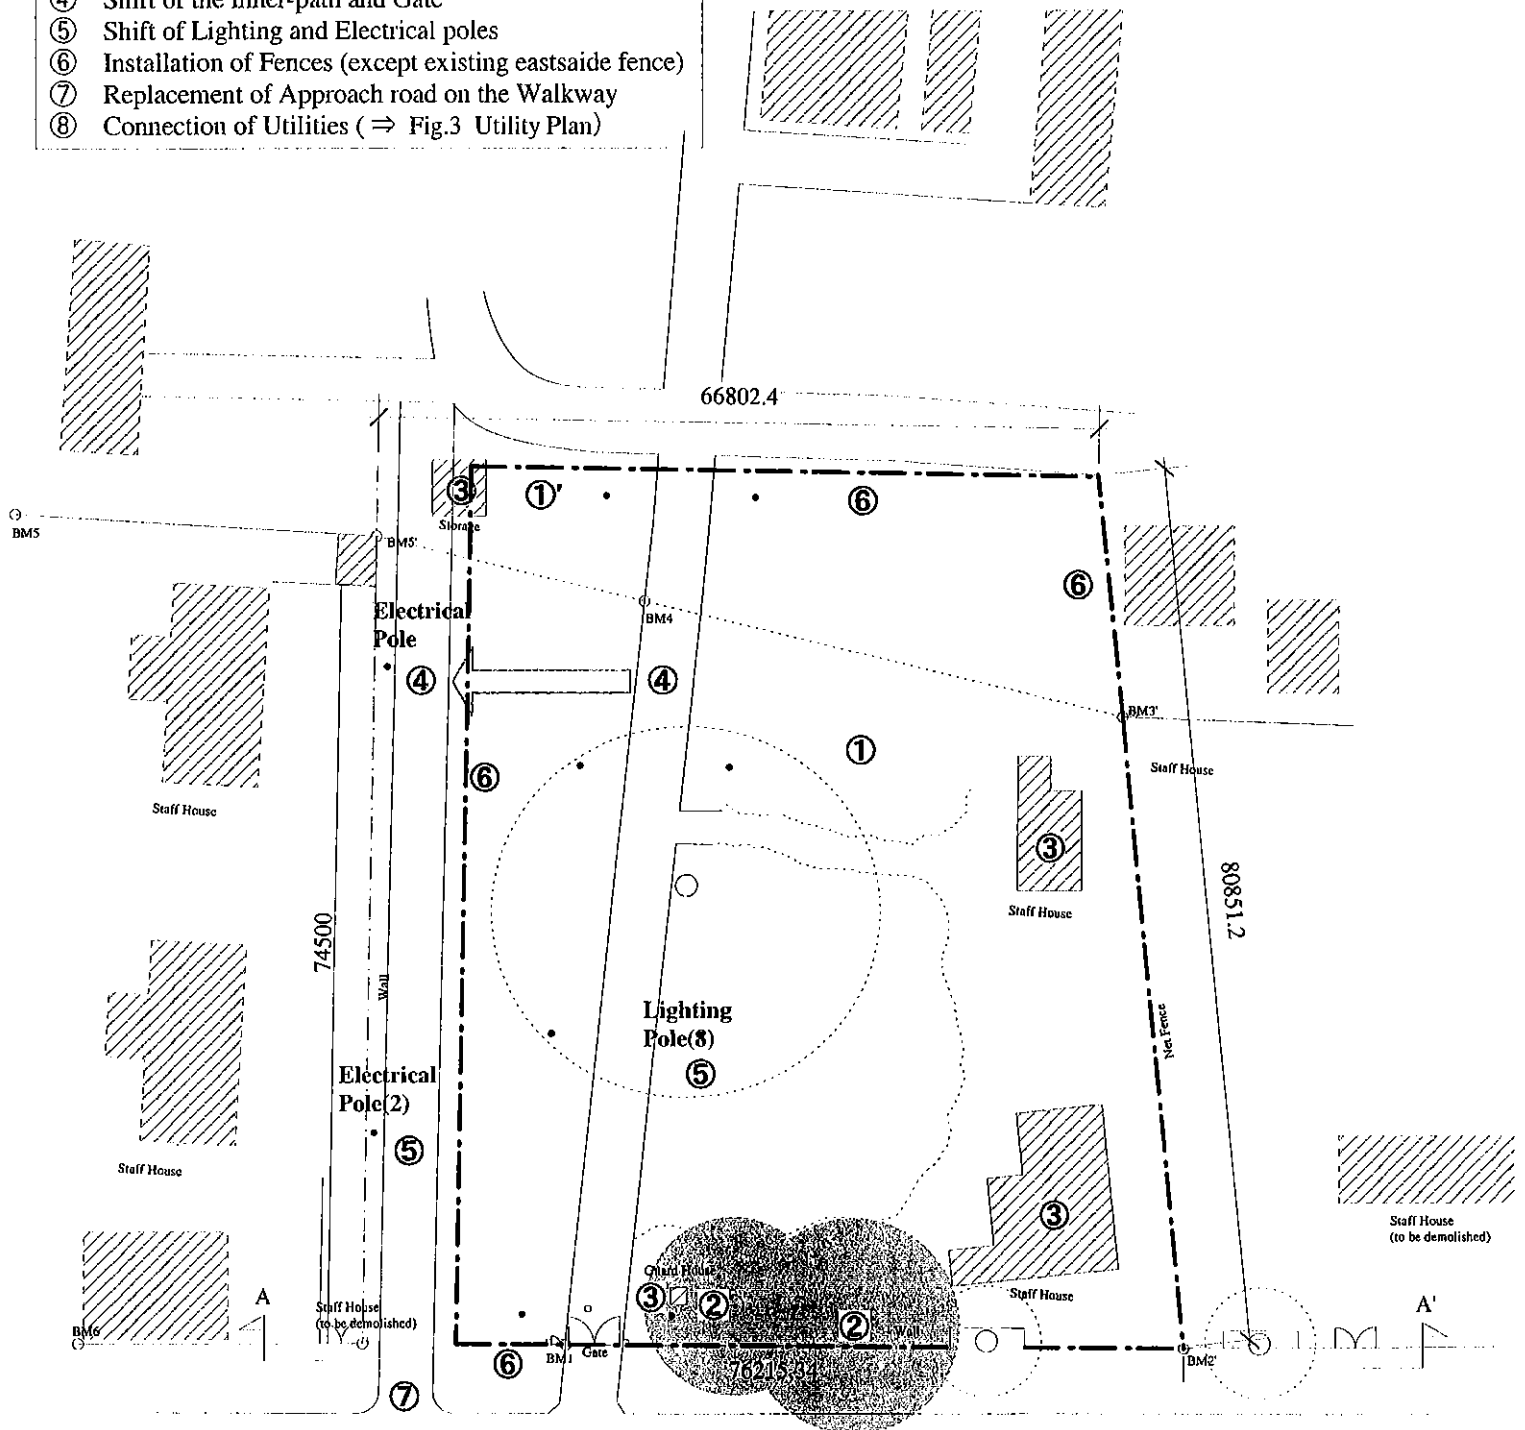 ④ Shift of the Inner-path and Gate
⑤ Shift of Lighting and Electrical poles
⑥ Installation of Fences (except existing eastsaide fence)
⑦ Replacement of Approach road on the Walkway
⑧ Connection of Utilities ( ⇒ Fig.3 Utility Plan)
66802.4
③
①'
⑥
Storage
BM5
BM5'
⑥
Electrical
Pole
BM4
④
④
BM3'
①
⑥
Staff House
Staff House
③
80851.2
Staff House
74500
Wall
Lighting
Pole(8)
Net Fence
⑤
Electrical
Pole(2)
⑤
Staff House
③
Staff House
(to be demolished)
Guard House
③
②
②
Staff House
A
A'
Staff House
(to be demolished)
BM6
Wall
BM1
Gate
⑥
76215.34
BM2'
⑦